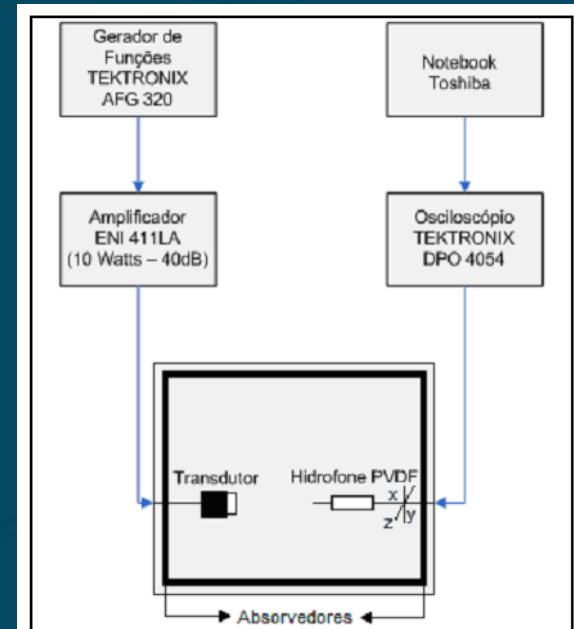 Gerador de
Funções
TEKTRONIX
AFG 320
Notebook
Toshiba
Amplificador
ENI 411LA
(10 Watts – 40dB)
Osciloscópio
TEKTRONIX
DPO 4054
Transdutor
Hidrofone PVDF
x
z
y
Absorvedores